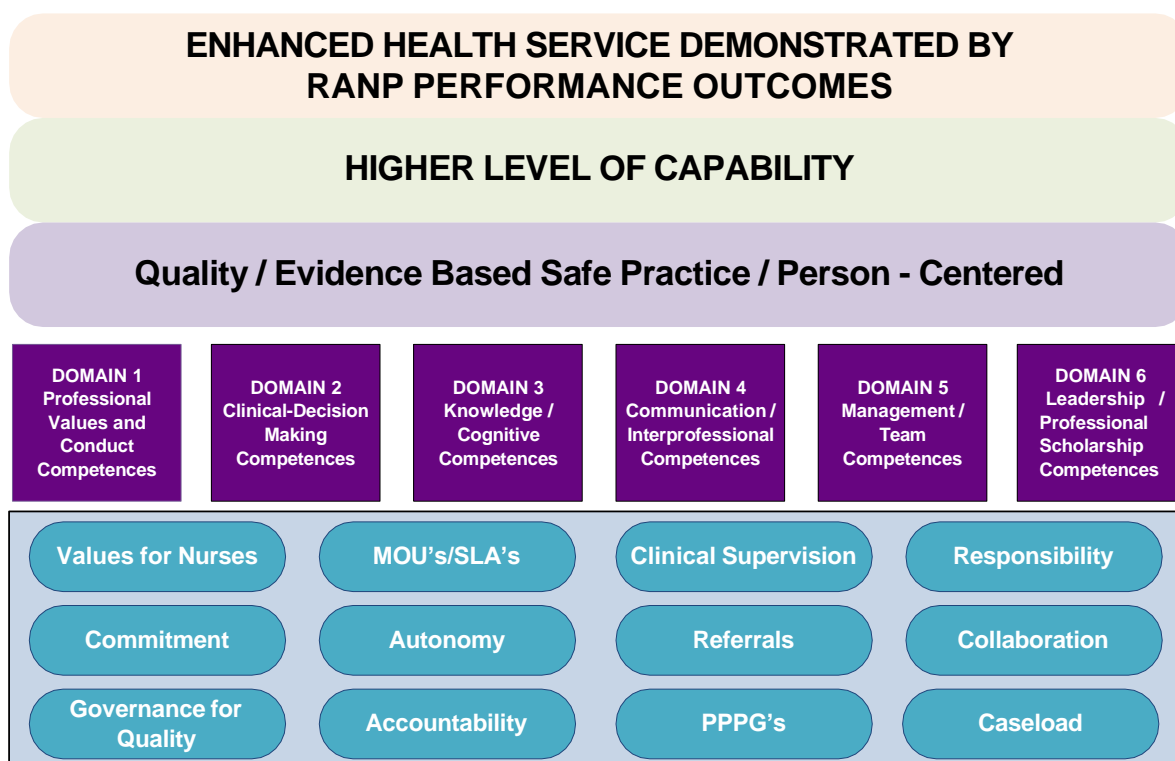 ENHANCED HEALTH SERVICE DEMONSTRATED BY
RANP PERFORMANCE OUTCOMES
HIGHER LEVEL OF CAPABILITY
Quality / Evidence Based Safe Practice / Person - Centered
DOMAIN 1
Professional
Values and
Conduct
Competences
DOMAIN 2
Clinical-Decision
Making
Competences
DOMAIN 3
Knowledge /
Cognitive
Competences
DOMAIN 4
Communication /
Interprofessional
Competences
DOMAIN 5
Management /
Team
Competences
DOMAIN 6
Leadership /
Professional
Scholarship
Competences
Values for Nurses
MOU's/SLA's
Clinical Supervision
Responsibility
Commitment
Autonomy
Referrals
Collaboration
Governance for
Quality
Accountability
PPPG's
Caseload